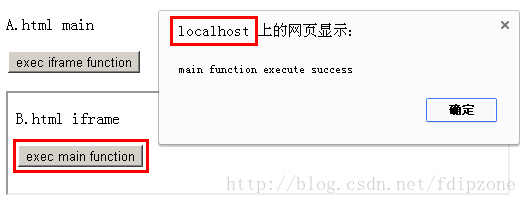 A.html main
exec iframe function
B.html iframe
exec main function
localhost 上的网页显示：
×
main function execute success
确定
http://blog.csdn.net/fdipzone